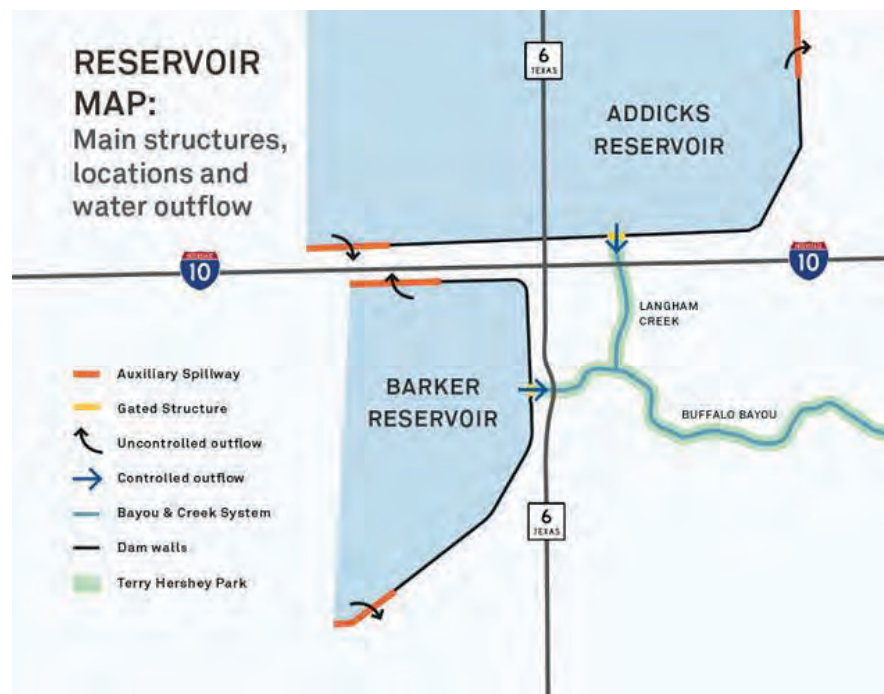 RESERVOIR
MAP:
Main structures,
locations and
water outflow
6
TEXAS
ADDICKS
RESERVOIR
10
10
LANGHAM
CREEK
BARKER
RESERVOIR
BUFFALO BAYOU
6
TEXAS
Auxiliary Spillway
Gated Structure
Uncontrolled outflow
Controlled outflow
Bayou & Creek System
Dam walls
Terry Hershey Park